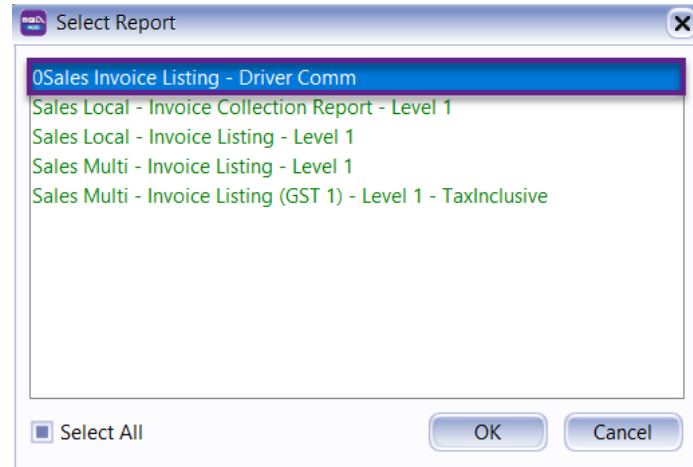 Select Report
0Sales Invoice Listing - Driver Comm
Sales Local - Invoice Collection Report - Level 1
Sales Local - Invoice Listing - Level 1
Sales Multi - Invoice Listing - Level 1
Sales Multi - Invoice Listing (GST 1) - Level 1 - TaxInclusive
Select All
OK
Cancel